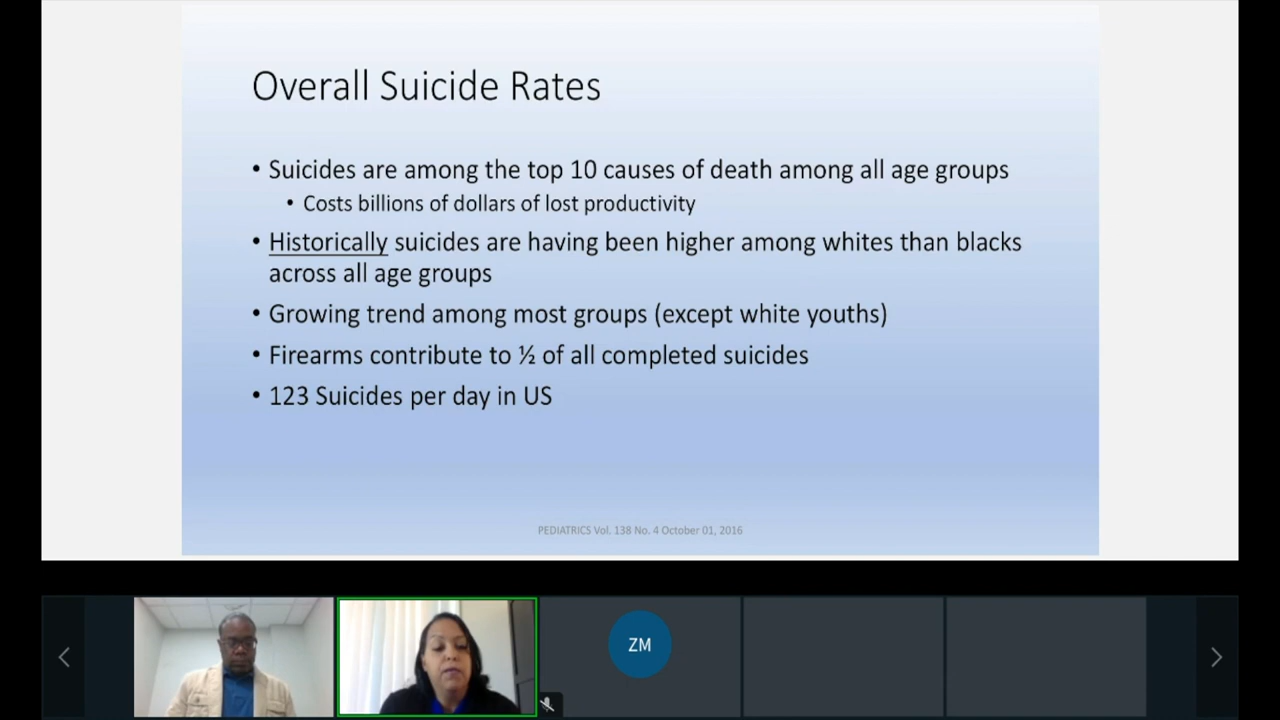 Overall Suicide Rates
• Suicides are among the top 10 causes of death among all age groups
• Costs billions of dollars of lost productivity
• Historically suicides are having been higher among whites than blacks
across all age groups
• Growing trend among most groups (except white youths)
• Firearms contribute to ½ of all completed suicides
• 123 Suicides per day in US
PEDIATRICS Vol. 138 No. 4 October 01, 2016
ZM